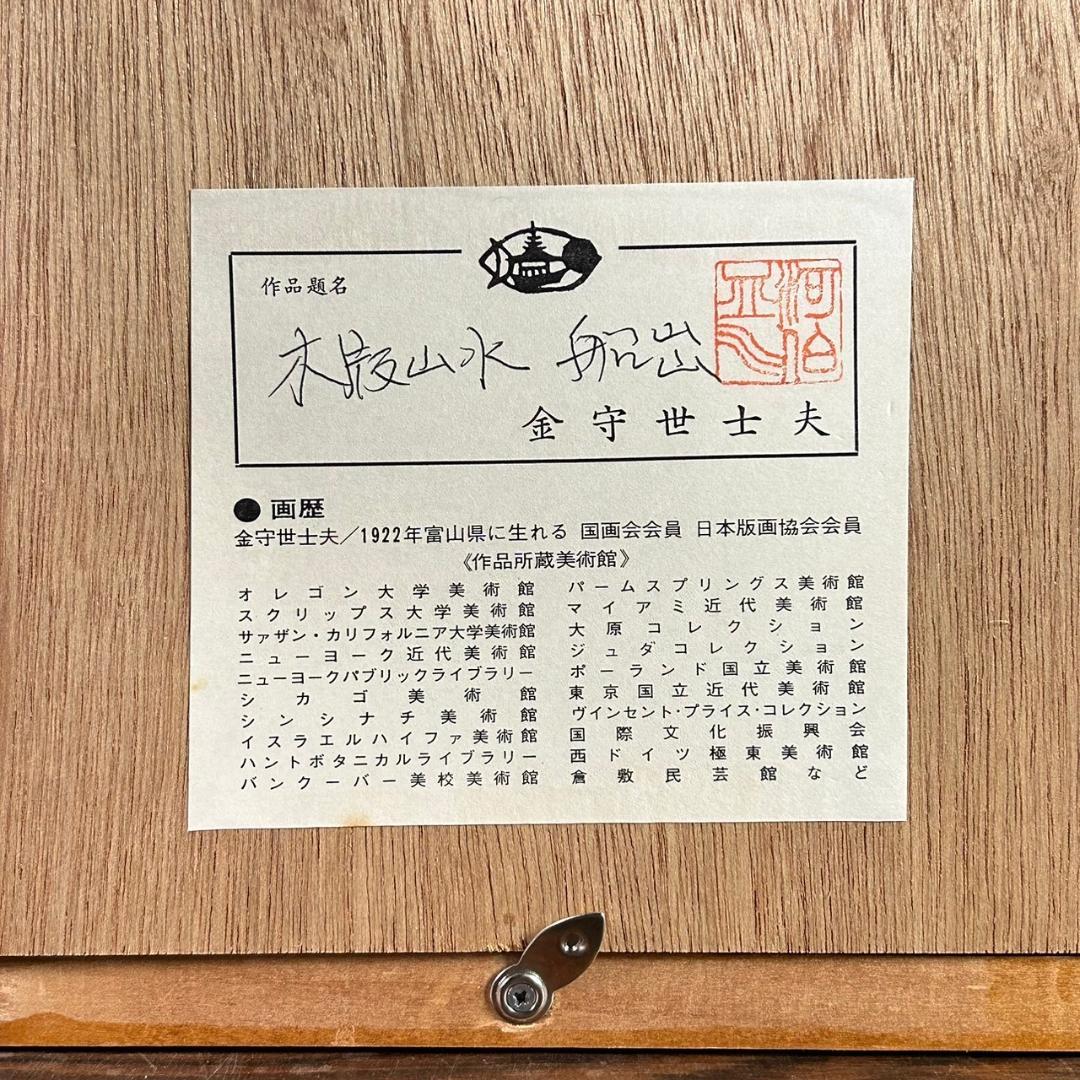 作品題名
木版山水 船出
金守世士夫
● 画歴
金守世士夫／1922年富山県に生れる 国画会会員 日本版画協会会員
《作品所蔵美術館》
オレゴン大学美術館
スクリップス大学美術館
サァザン・カリフォルニア大学美術館
ニューヨーク近代美術館
ニューヨークパブリックライブラリー
シカゴ美術館
シンシナチ美術館
イスラエルハイファ美術館
ハントボタニカルライブラリー
バンクーバー美校美術館
パームスプリングス美術館
マイアミ近代美術館
大原コレクション
ジュダコレクション
ポーランド国立美術館
東京国立近代美術館
ヴィンセント・プライス・コレクション
国際文化振興会
西ドイツ極東美術館
倉敷民芸館など